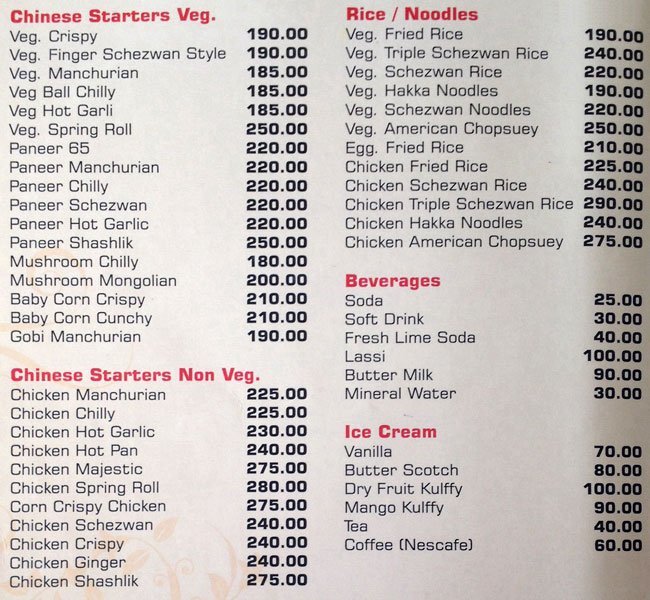 Chinese Starters Veg.
Veg. Crispy 190.00
Veg. Finger Schezwan Style 190.00
Veg. Manchurian 185.00
Veg Ball Chilly 185.00
Veg Hot Garli 185.00
Veg. Spring Roll 250.00
Paneer 65 220.00
Paneer Manchurian 220.00
Paneer Chilly 220.00
Paneer Schezwan 220.00
Paneer Hot Garlic 220.00
Paneer Shashlik 250.00
Mushroom Chilly 180.00
Mushroom Mongolian 200.00
Baby Corn Crispy 210.00
Baby Corn Cunchy 210.00
Gobi Manchurian 190.00
Chinese Starters Non Veg.
Chicken Manchurian 225.00
Chicken Chilly 225.00
Chicken Hot Garlic 230.00
Chicken Hot Pan 240.00
Chicken Majestic 275.00
Chicken Spring Roll 280.00
Corn Crispy Chicken 275.00
Chicken Schezwan 240.00
Chicken Crispy 240.00
Chicken Ginger 240.00
Chicken Shashlik 275.00
Rice / Noodles
Veg. Fried Rice 190.00
Veg. Triple Schezwan Rice 240.00
Veg. Schezwan Rice 220.00
Veg. Hakka Noodles 190.00
Veg. Schezwan Noodles 220.00
Veg. American Chopsuey 250.00
Egg. Fried Rice 210.00
Chicken Fried Rice 225.00
Chicken Schezwan Rice 240.00
Chicken Triple Schezwan Rice 290.00
Chicken Hakka Noodles 240.00
Chicken American Chopsuey 275.00
Beverages
Soda 25.00
Soft Drink 30.00
Fresh Lime Soda 40.00
Lassi 100.00
Butter Milk 90.00
Mineral Water 30.00
Ice Cream
Vanilla 70.00
Butter Scotch 80.00
Dry Fruit Kulffy 100.00
Mango Kulffy 90.00
Tea 40.00
Coffee (Nescafe) 60.00